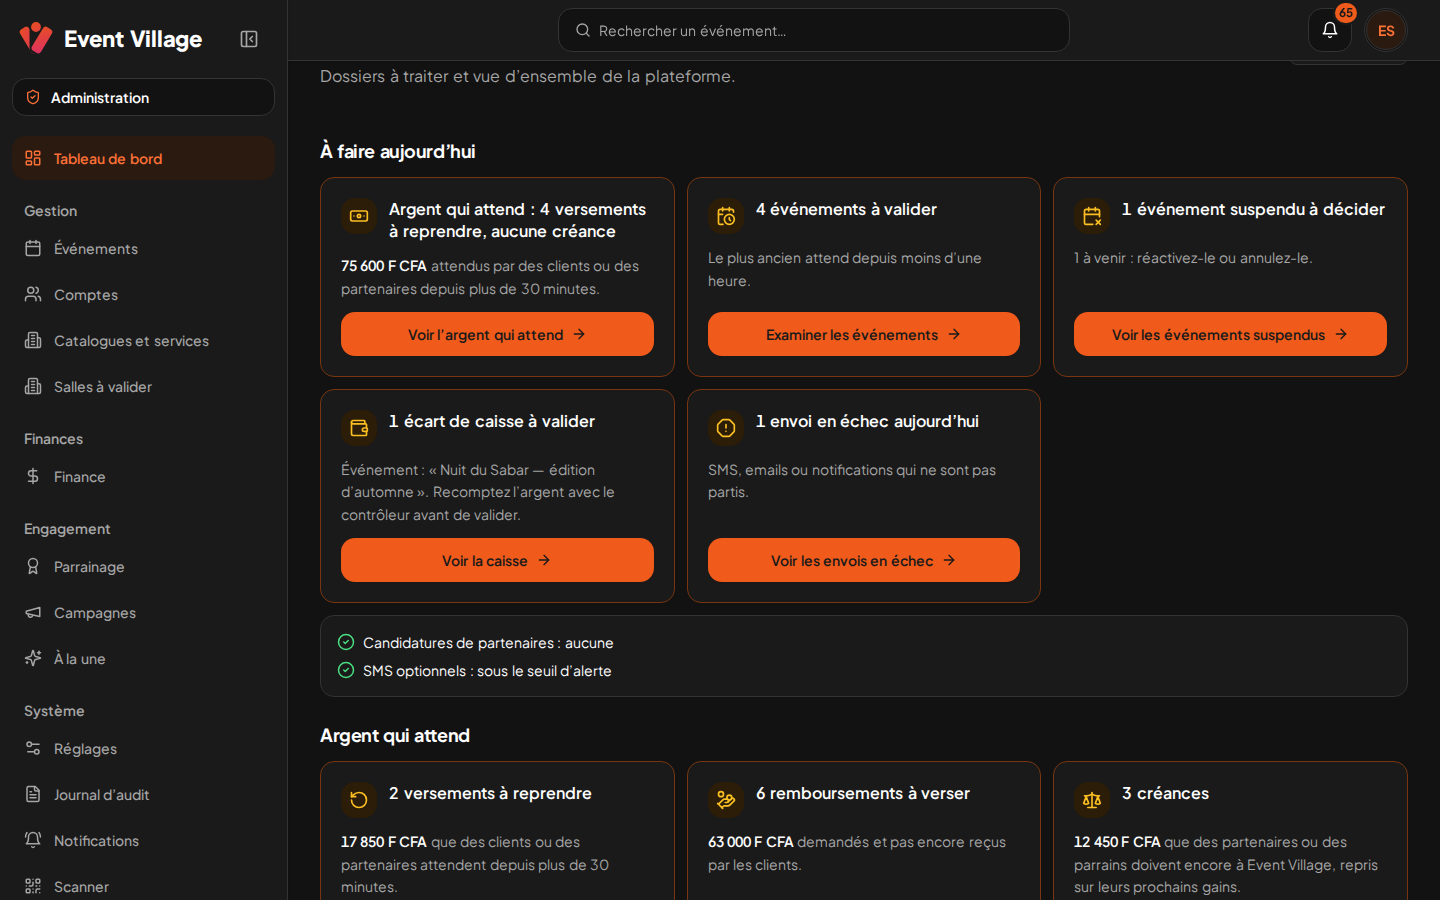 Event Village
Rechercher un événement…
65
ES
Administration
Tableau de bord
Gestion
Événements
Comptes
Catalogues et services
Salles à valider
Finances
Finance
Engagement
Parrainage
Campagnes
À la une
Système
Réglages
Journal d’audit
Notifications
Scanner
Dossiers à traiter et vue d’ensemble de la plateforme.
À faire aujourd’hui
Argent qui attend : 4 versements
à reprendre, aucune créance
75 600 F CFA attendus par des clients ou des
partenaires depuis plus de 30 minutes.
Voir l’argent qui attend
4 événements à valider
Le plus ancien attend depuis moins d’une
heure.
Examiner les événements
1 événement suspendu à décider
1 à venir : réactivez-le ou annulez-le.
Voir les événements suspendus
1 écart de caisse à valider
Événement : « Nuit du Sabar — édition
d’automne ». Recomptez l’argent avec le
contrôleur avant de valider.
Voir la caisse
1 envoi en échec aujourd’hui
SMS, emails ou notifications qui ne sont pas
partis.
Voir les envois en échec
Candidatures de partenaires : aucune
SMS optionnels : sous le seuil d’alerte
Argent qui attend
2 versements à reprendre
17 850 F CFA que des clients ou des
partenaires attendent depuis plus de 30
minutes.
6 remboursements à verser
63 000 F CFA demandés et pas encore reçus
par les clients.
3 créances
12 450 F CFA que des partenaires ou des
parrains doivent encore à Event Village, repris
sur leurs prochains gains.